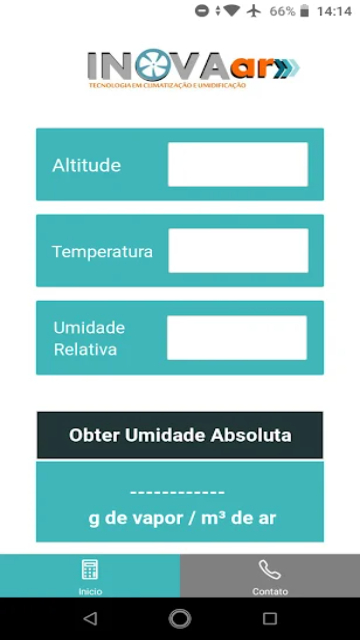 66% 14:14
INOVAar
TECNOLOGIA EM CLIMATIZAÇÃO E UMIDIFICAÇÃO
Altitude
Temperatura
Umidade
Relativa
Obter Umidade Absoluta
------------
g de vapor / m³ de ar
Inicio Contato